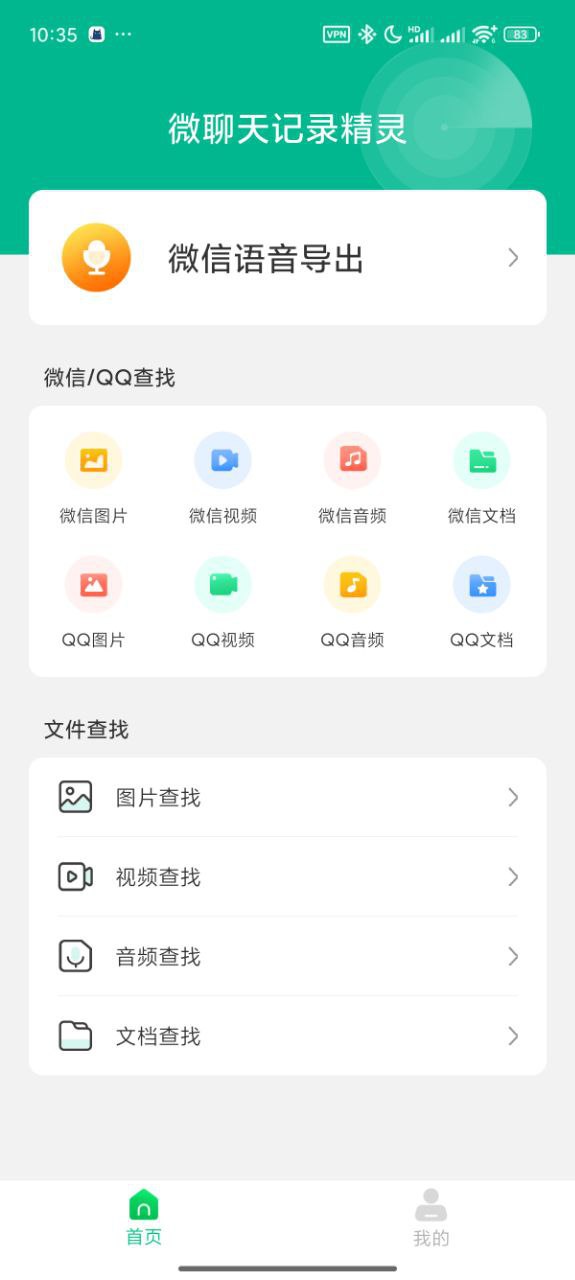 10:35 ··· VPN HD 83
微聊天记录精灵
微信语音导出
微信/QQ查找
微信图片 微信视频 微信音频 微信文档
QQ图片 QQ视频 QQ音频 QQ文档
文件查找
图片查找
视频查找
音频查找
文档查找
首页 我的